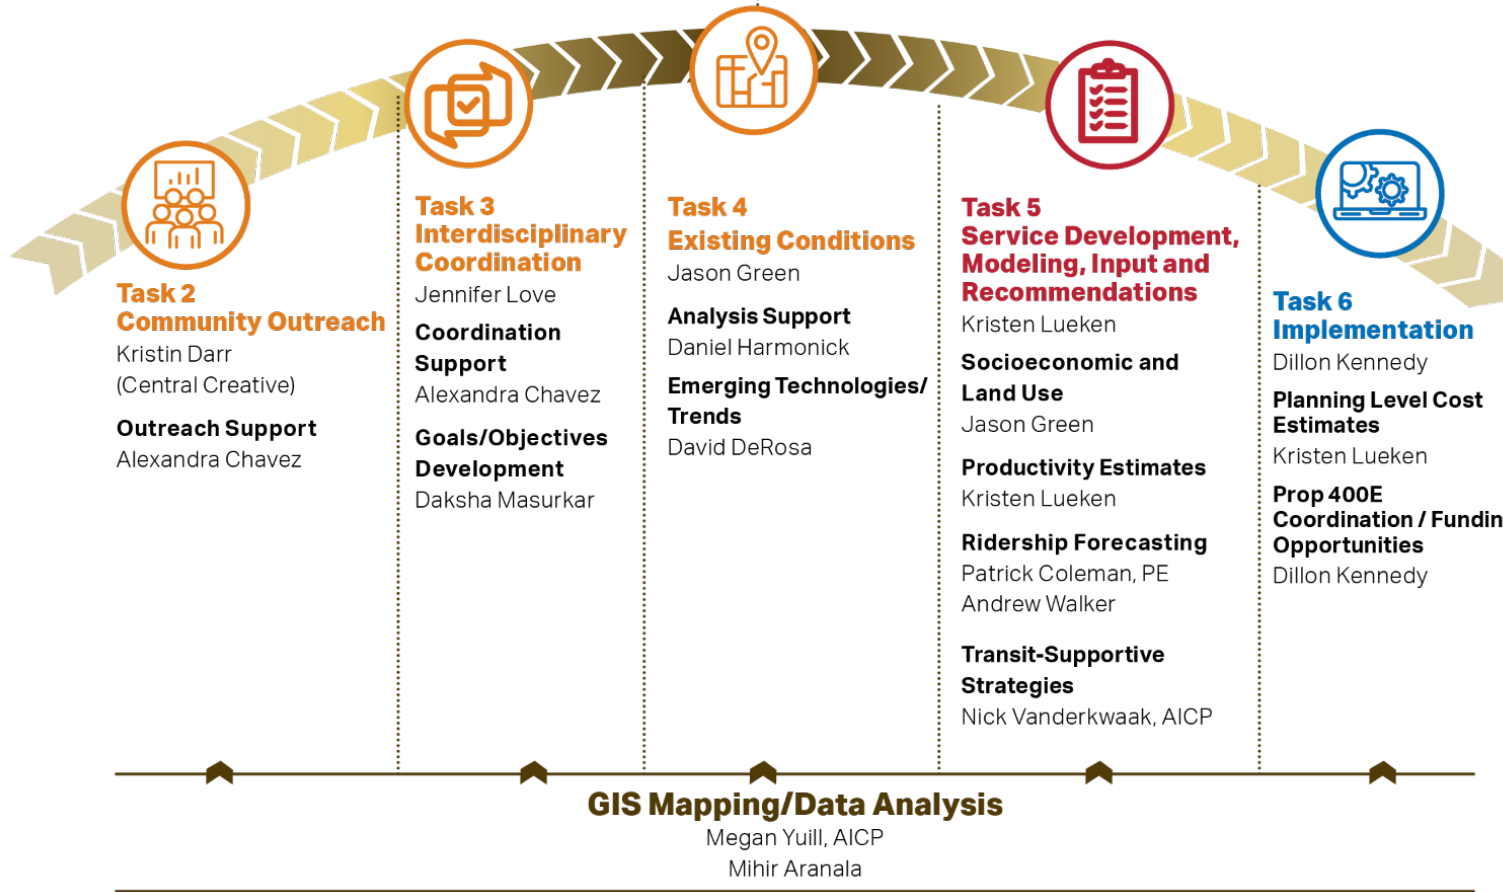 Task 2
Community Outreach
Kristin Darr
(Central Creative)
Outreach Support
Alexandra Chavez
Task 3
Interdisciplinary
Coordination
Jennifer Love
Coordination
Support
Alexandra Chavez
Goals/Objectives
Development
Daksha Masurkar
Task 4
Existing Conditions
Jason Green
Analysis Support
Daniel Harmonick
Emerging Technologies/
Trends
David DeRosa
Task 5
Service Development,
Modeling, Input and
Recommendations
Kristen Lueken
Socioeconomic and
Land Use
Jason Green
Productivity Estimates
Kristen Lueken
Ridership Forecasting
Patrick Coleman, PE
Andrew Walker
Transit-Supportive
Strategies
Nick Vanderkwaak, AICP
Task 6
Implementation
Dillon Kennedy
Planning Level Cost
Estimates
Kristen Lueken
Prop 400E
Coordination / Fundin
Opportunities
Dillon Kennedy
GIS Mapping/Data Analysis
Megan Yuill, AICP
Mihir Aranala